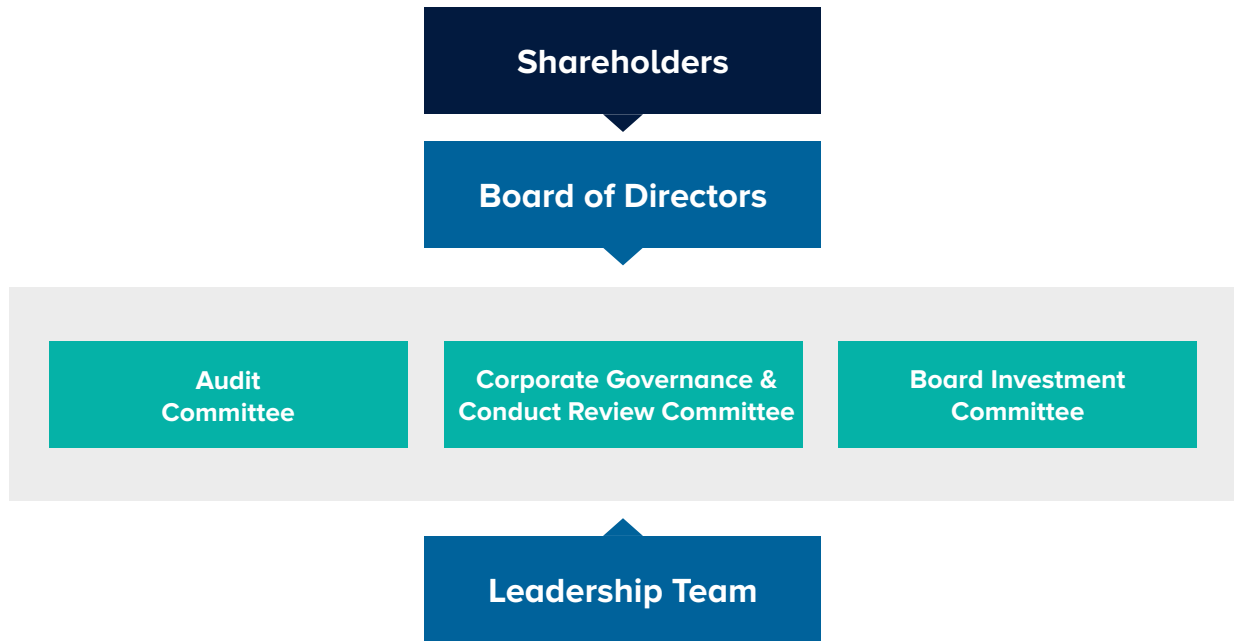 Shareholders
Board of Directors
Audit
Committee
Corporate Governance &
Conduct Review Committee
Board Investment
Committee
Leadership Team